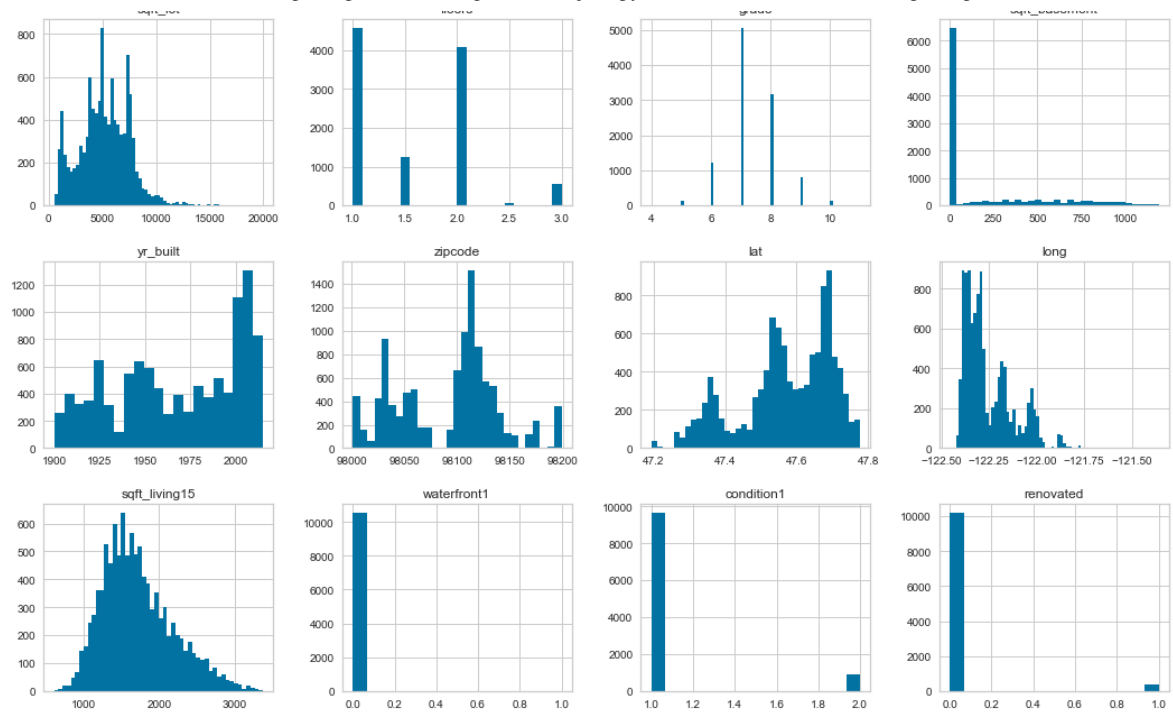 sqft_lot floors grade sqft_basement
800 4000 5000 6000
600 3000 4000 5000
400 2000 3000 4000
200 1000 2000 3000
0 0 1000 2000
0 1000
0
0 5000 10000 15000 20000 1.0 1.5 2.0 2.5 3.0 4 6 8 10 0 250 500 750 1000
yr_built zipcode lat long
1200 1400 800 800
1000 1200 600 600
800 1000 400 400
600 800 200 200
400 600 0 0
200 400
0 200
0
1900 1925 1950 1975 2000 98000 98050 98100 98150 98200 47.2 47.4 47.6 47.8 −122.50 −122.25 −122.00 −121.75 −121.50
sqft_living15 waterfront1 condition1 renovated
600 10000 10000 10000
500 8000 8000 8000
400 6000 6000 6000
300 4000 4000 4000
200 2000 2000 2000
100 0 0 0
0
1000 2000 3000 0.0 0.2 0.4 0.6 0.8 1.0 1.0 1.2 1.4 1.6 1.8 2.0 0.0 0.2 0.4 0.6 0.8 1.0